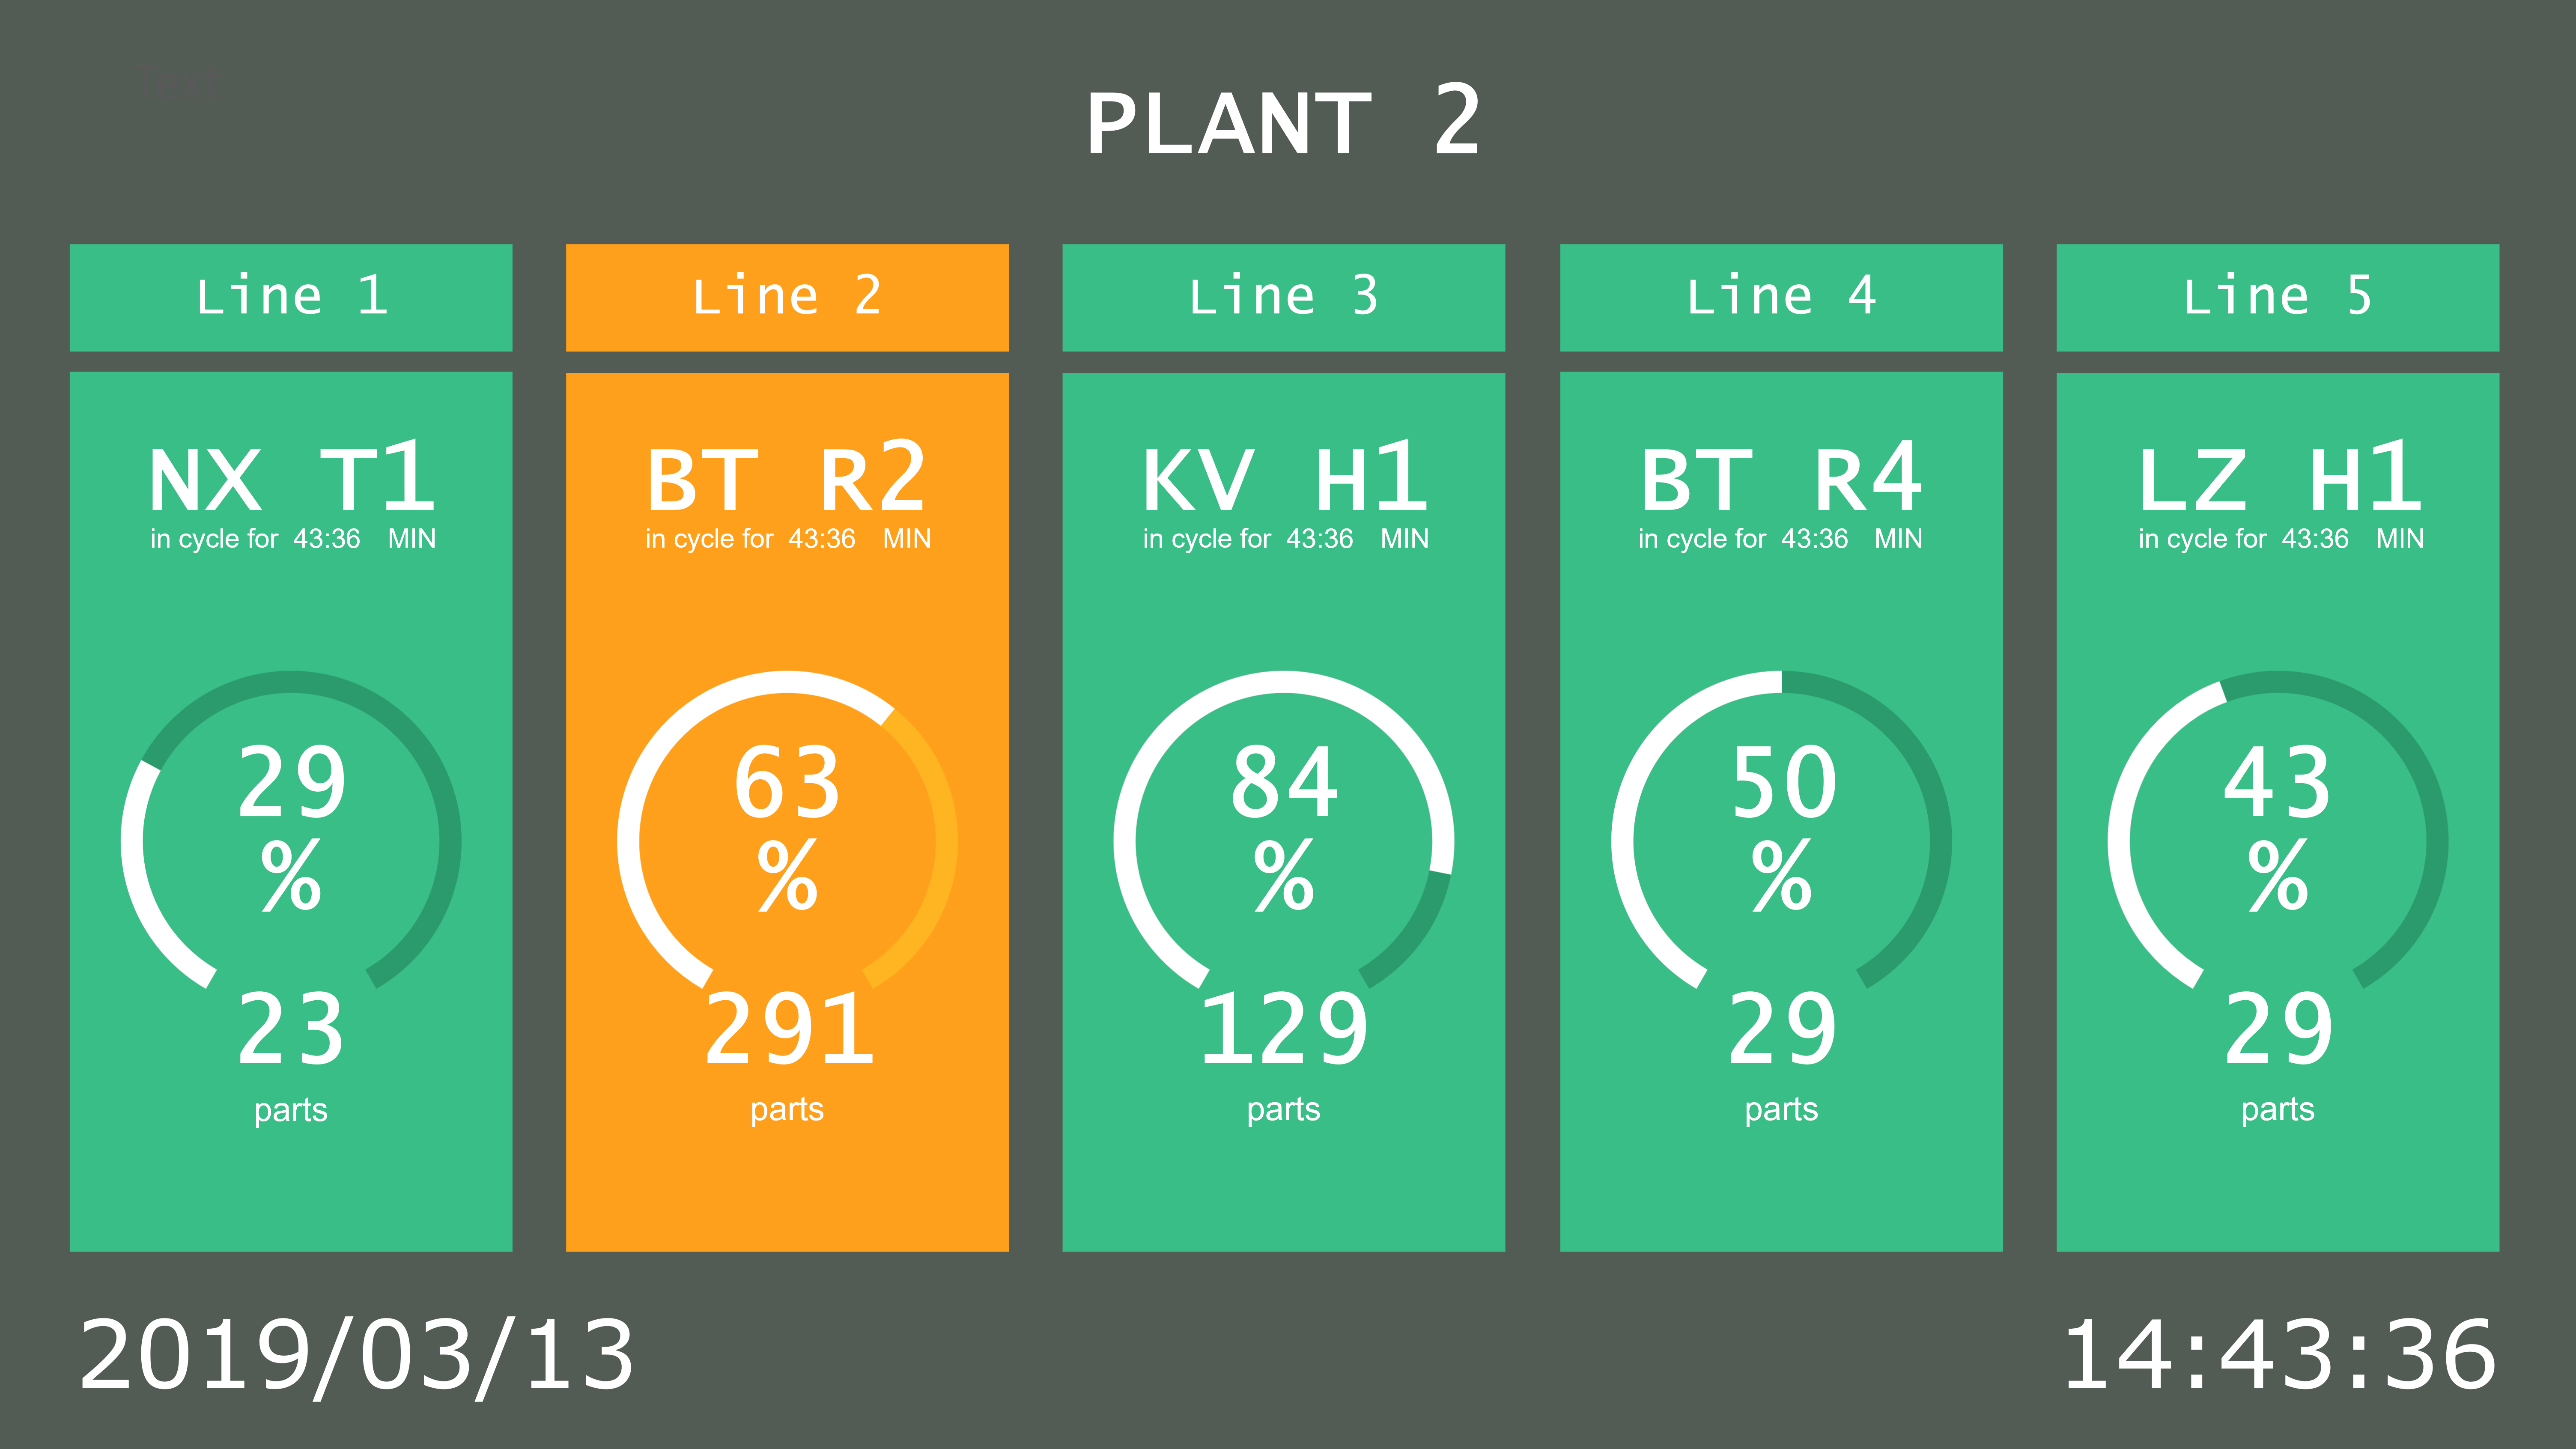 Text
PLANT 2
Line 1
NX T1
in cycle for 43:36 MIN
29
%
23
parts
Line 2
BT R2
in cycle for 43:36 MIN
63
%
291
parts
Line 3
KV H1
in cycle for 43:36 MIN
84
%
129
parts
Line 4
BT R4
in cycle for 43:36 MIN
50
%
29
parts
Line 5
LZ H1
in cycle for 43:36 MIN
43
%
29
parts
2019/03/13
14:43:36